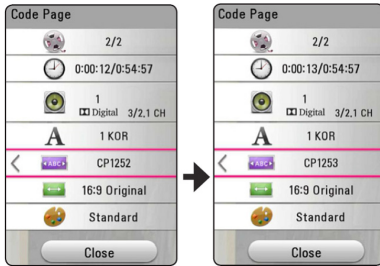 Code Page
2/2
0:00:12/0:54:57
1
Digital 3/2,1 CH
A
1 KOR
ABC
CP1252
16:9 Original
Standard
Close
Code Page
2/2
0:00:13/0:54:57
1
Digital 3/2,1 CH
A
1 KOR
ABC
CP1253
16:9 Original
Standard
Close